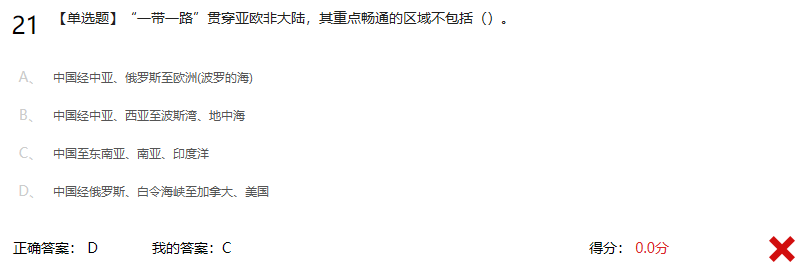 21 【单选题】“一带一路”贯穿亚欧非大陆，其重点畅通的区域不包括（）。
A、 中国经中亚、俄罗斯至欧洲(波罗的海)
B、 中国经中亚、西亚至波斯湾、地中海
C、 中国至东南亚、南亚、印度洋
D、 中国经俄罗斯、白令海峡至加拿大、美国
正确答案： D 我的答案：C 得分： 0.0分